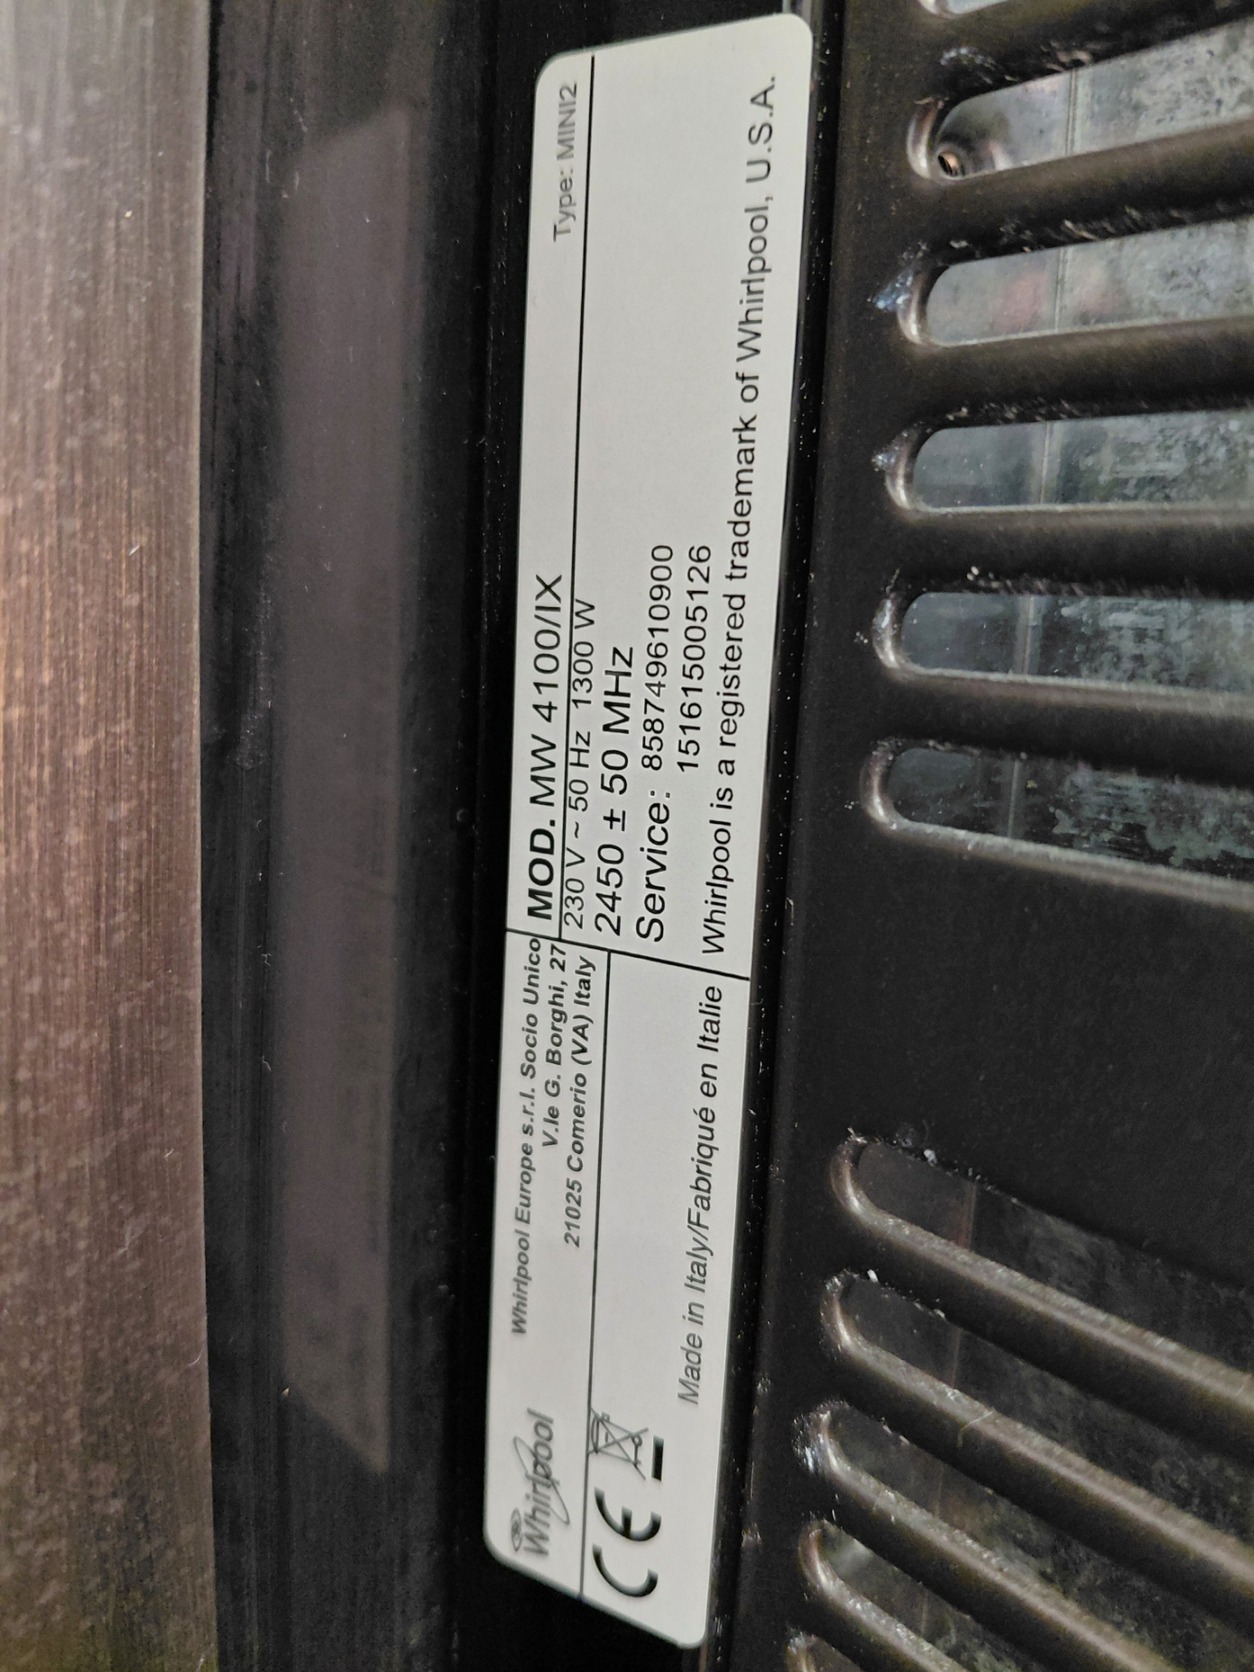 Whirlpool
Whirlpool Europe s.r.l. Socio Unico
V.le G. Borghi, 27
21025 Comerio (VA) Italy
MOD. MW 4100/IX
Type: MINI2
230 V ~ 50 Hz 1300 W
2450 ± 50 MHz
Service: 858749610900
151615005126
CE
Made in Italy/Fabriqué en Italie
Whirlpool is a registered trademark of Whirlpool, U.S.A.